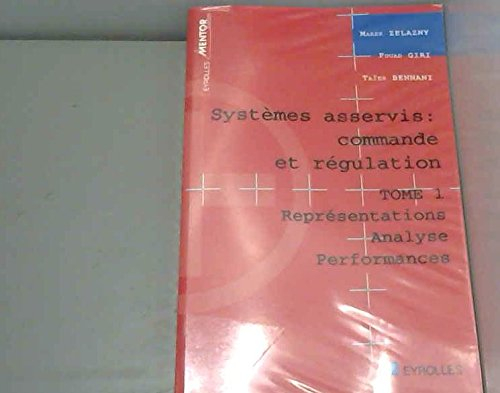 EYROLLES MENTOR
MAREK ZELAZNY
FOUAD GIRI
TAÏEB BENNANI
Systèmes asservis:
commande
et régulation
TOME 1
Représentations
Analyse
Performances
EYROLLES